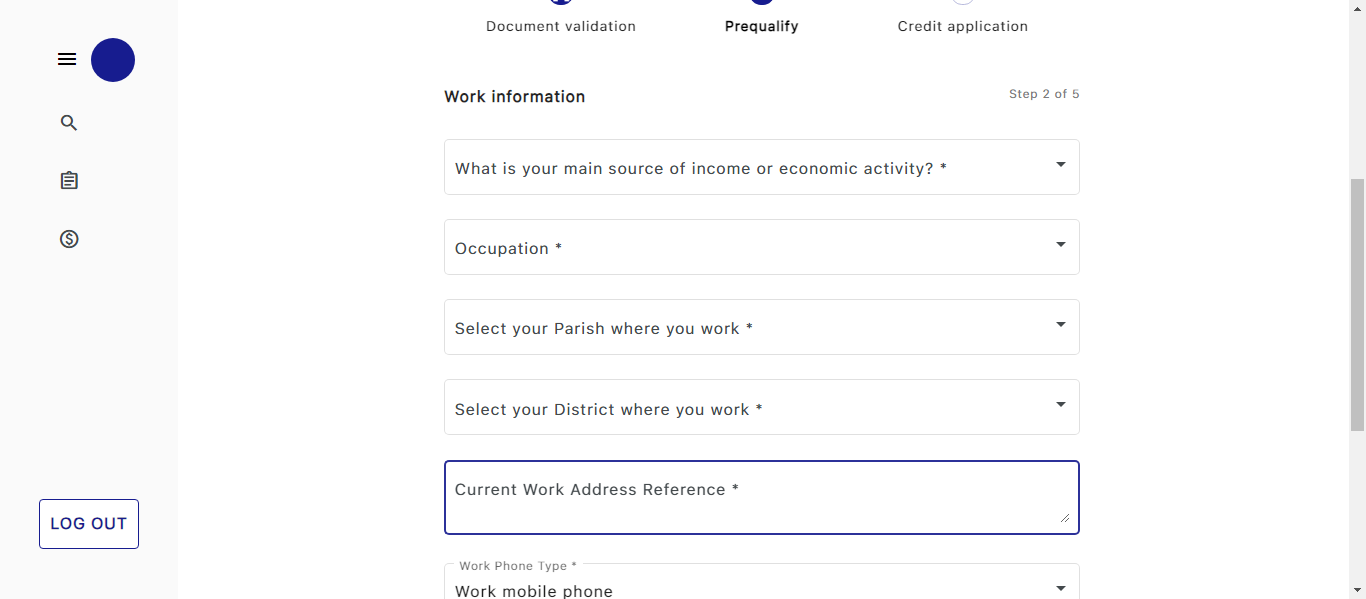 Document validation
Prequalify
Credit application
Work information
Step 2 of 5
What is your main source of income or economic activity? *
Occupation *
Select your Parish where you work *
Select your District where you work *
Current Work Address Reference *
Work Phone Type *
Work mobile phone
LOG OUT